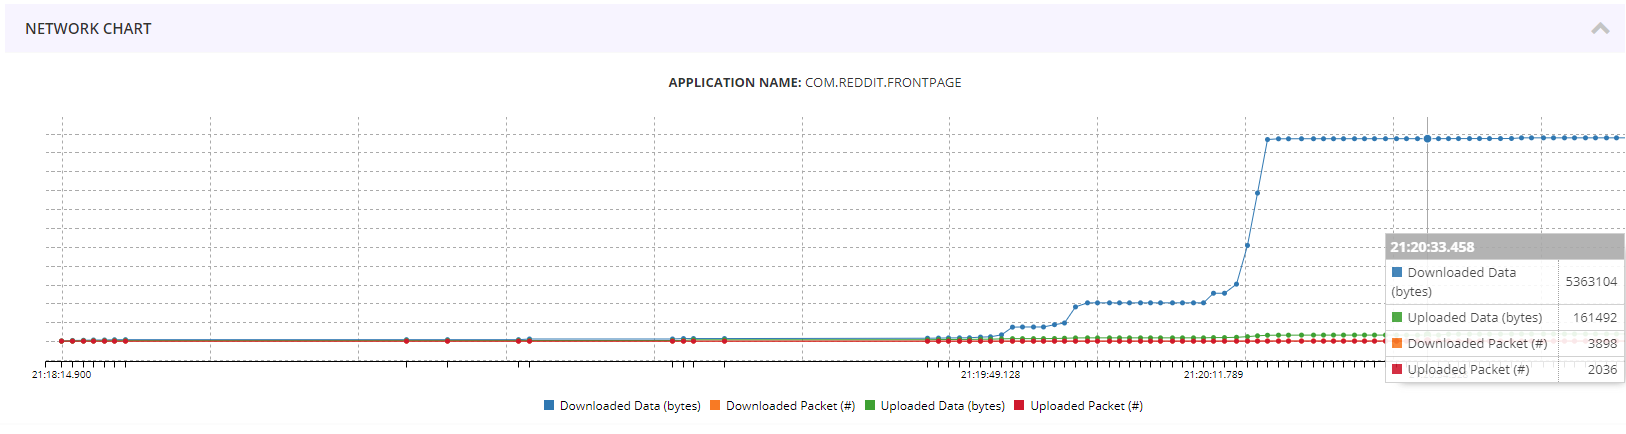 NETWORK CHART
APPLICATION NAME: COM.REDDIT.FRONTPAGE
21:20:33.458
Downloaded Data (bytes) 5363104
Uploaded Data (bytes) 161492
Downloaded Packet (#) 3898
Uploaded Packet (#) 2036
21:18:14.900 21:19:49.128 21:20:11.789
Downloaded Data (bytes) Downloaded Packet (#) Uploaded Data (bytes) Uploaded Packet (#)